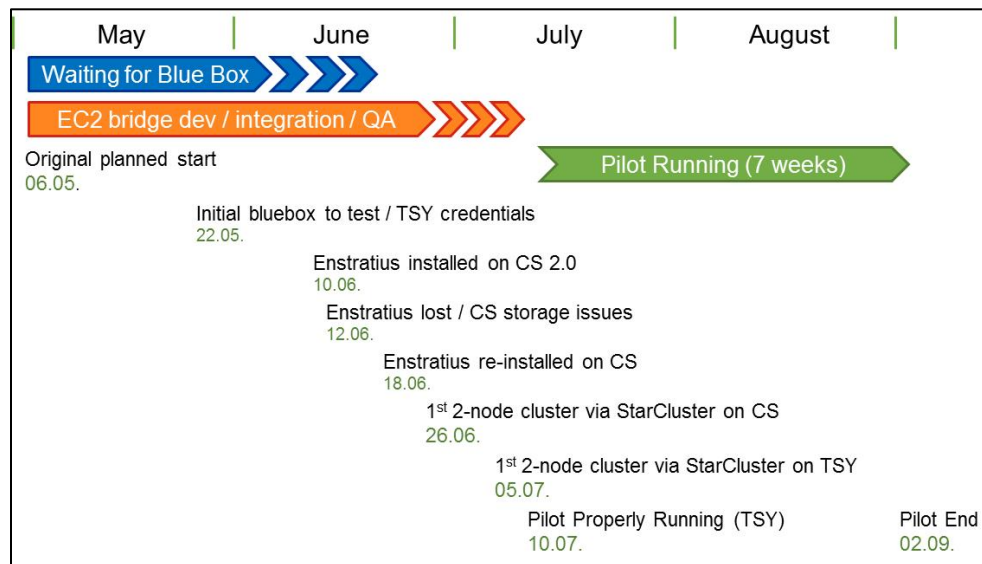 May June July August
Waiting for Blue Box
EC2 bridge dev / integration / QA
Original planned start
06.05.
Pilot Running (7 weeks)
Initial bluebox to test / TSY credentials
22.05.
Enstratius installed on CS 2.0
10.06.
Enstratius lost / CS storage issues
12.06.
Enstratius re-installed on CS
18.06.
1st 2-node cluster via StarCluster on CS
26.06.
1st 2-node cluster via StarCluster on TSY
05.07.
Pilot Properly Running (TSY)
10.07.
Pilot End
02.09.